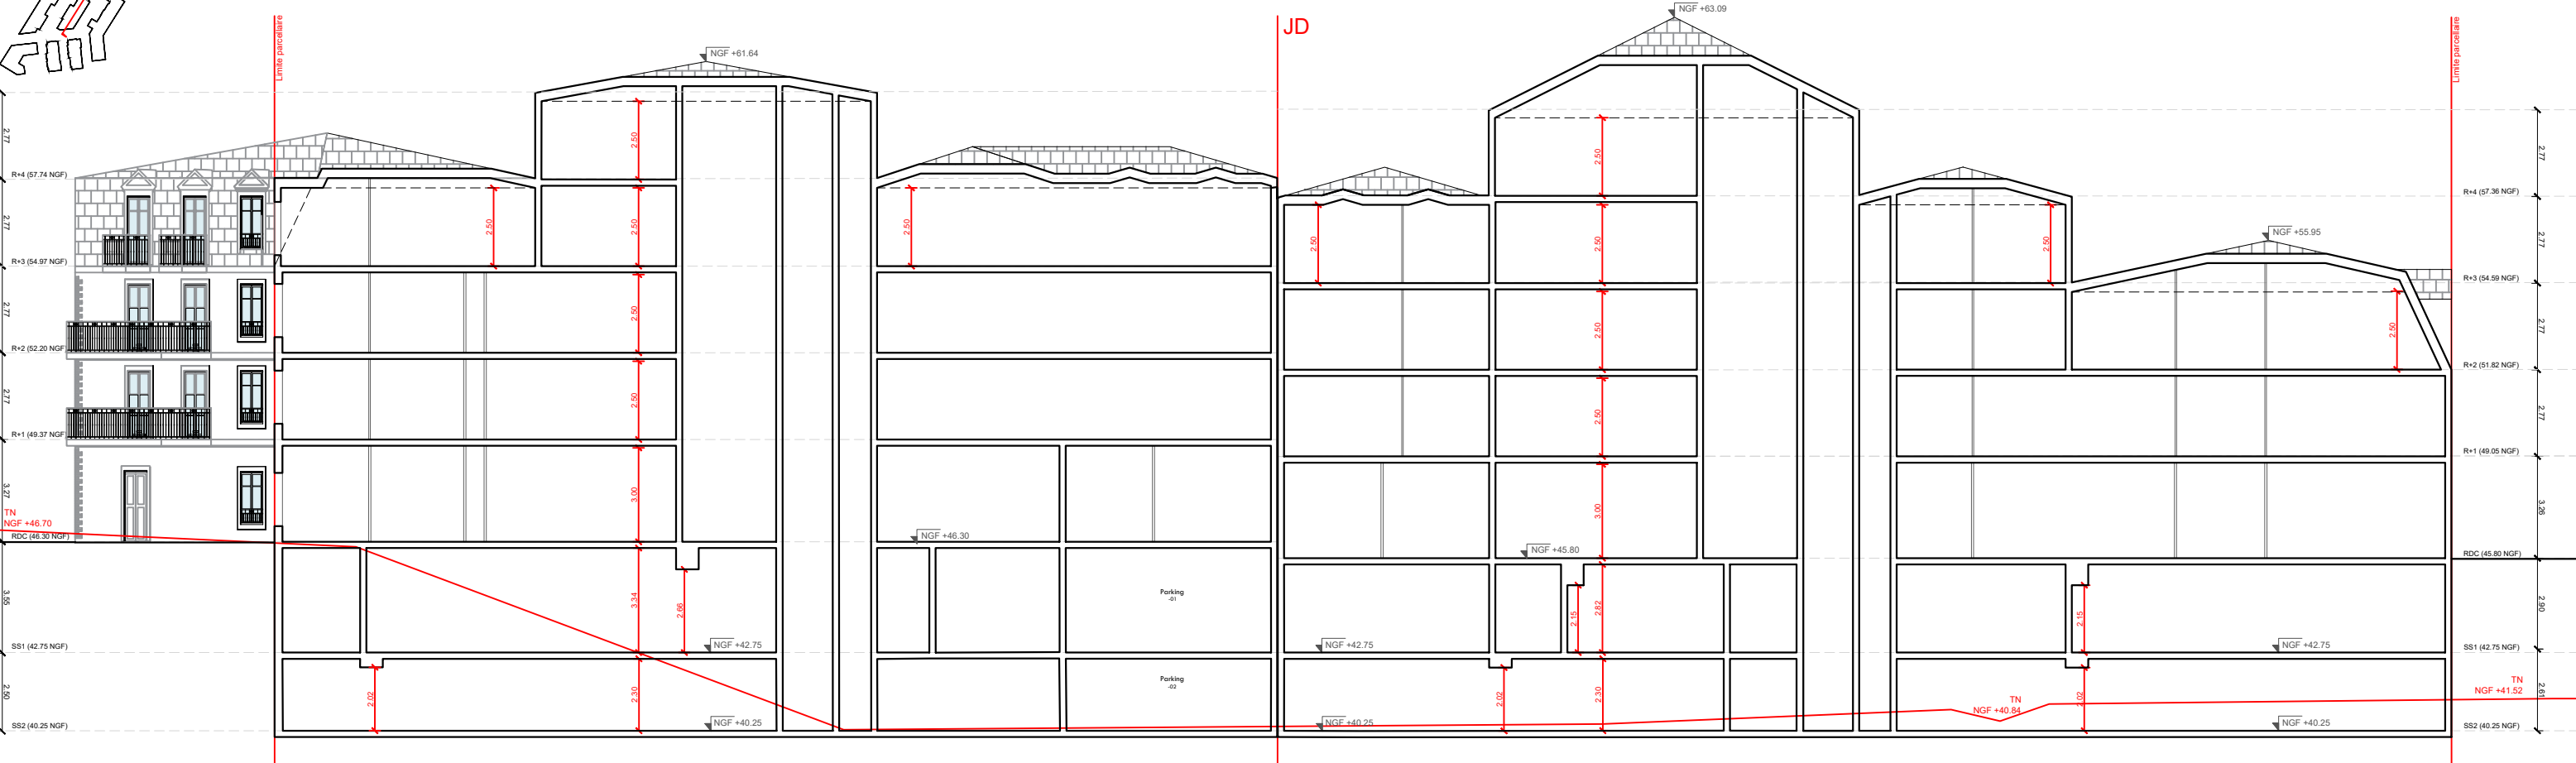 Limite parcellaire
NGF +61.64
JD
NGF +63.09
Limite parcellaire
2.77
R+4 (57.74 NGF)
2.77
R+3 (54.97 NGF)
2.77
R+2 (52.20 NGF)
2.77
R+1 (49.37 NGF)
3.27
TN
NGF +46.70
RDC (46.30 NGF)
3.55
SS1 (42.75 NGF)
2.50
SS2 (40.25 NGF)
2.50
2.50
2.50
2.50
2.50
3.00
3.34
2.66
NGF +42.75
2.02
2.30
NGF +40.25
2.50
NGF +46.30
Parking
-01
Parking
-02
2.50
2.50
2.50
2.50
2.50
3.00
NGF +45.80
2.15
2.82
NGF +42.75
2.02
2.30
NGF +40.25
2.50
NGF +55.95
2.50
2.15
NGF +42.75
2.02
TN
NGF +40.84
NGF +40.25
TN
NGF +41.52
2.77
R+4 (57.36 NGF)
2.77
R+3 (54.59 NGF)
2.77
R+2 (51.82 NGF)
2.77
R+1 (49.05 NGF)
3.26
RDC (45.80 NGF)
2.90
SS1 (42.75 NGF)
2.61
SS2 (40.25 NGF)